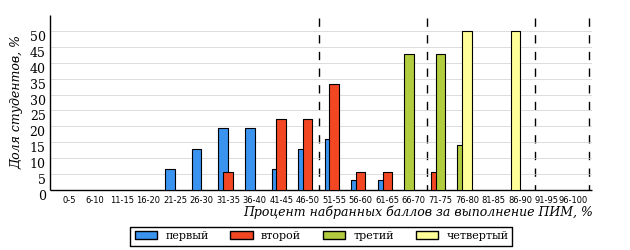 Доля студентов, %
50
45
40
35
30
25
20
15
10
5
0
0-5 6-10 11-15 16-20 21-25 26-30 31-35 36-40 41-45 46-50 51-55 56-60 61-65 66-70 71-75 76-80 81-85 86-90 91-95 96-100
Процент набранных баллов за выполнение ПИМ, %
первый второй третий четвертый